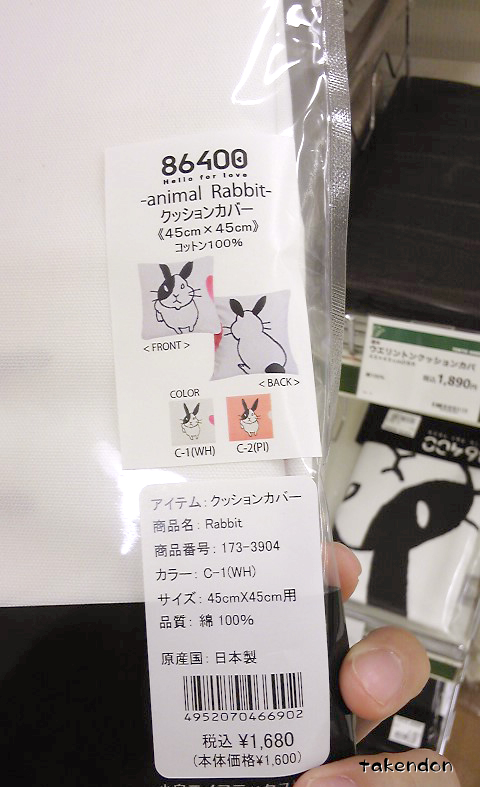 86400
Hello for love
-animal Rabbit-
クッションカバー
《45cm×45cm》
コットン100%
< FRONT >
< BACK >
COLOR
C-1(WH)
C-2(PI)
アイテム：クッションカバー
商品名：Rabbit
商品番号：173-3904
カラー：C-1(WH)
サイズ：45cmX45cm用
品質：綿 100%
原産国：日本製
4952070466902
税込 ¥1,680
(本体価格¥1,600)
ウエリントンクッションカバ
税込 1,890円
86400
takendon